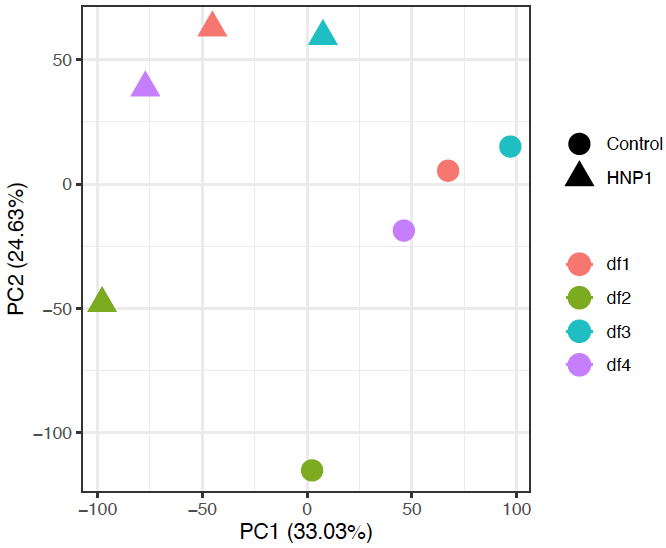 50
0
−50
−100
PC2 (24.63%)
−100 −50 0 50 100
PC1 (33.03%)
Control
HNP1
df1
df2
df3
df4